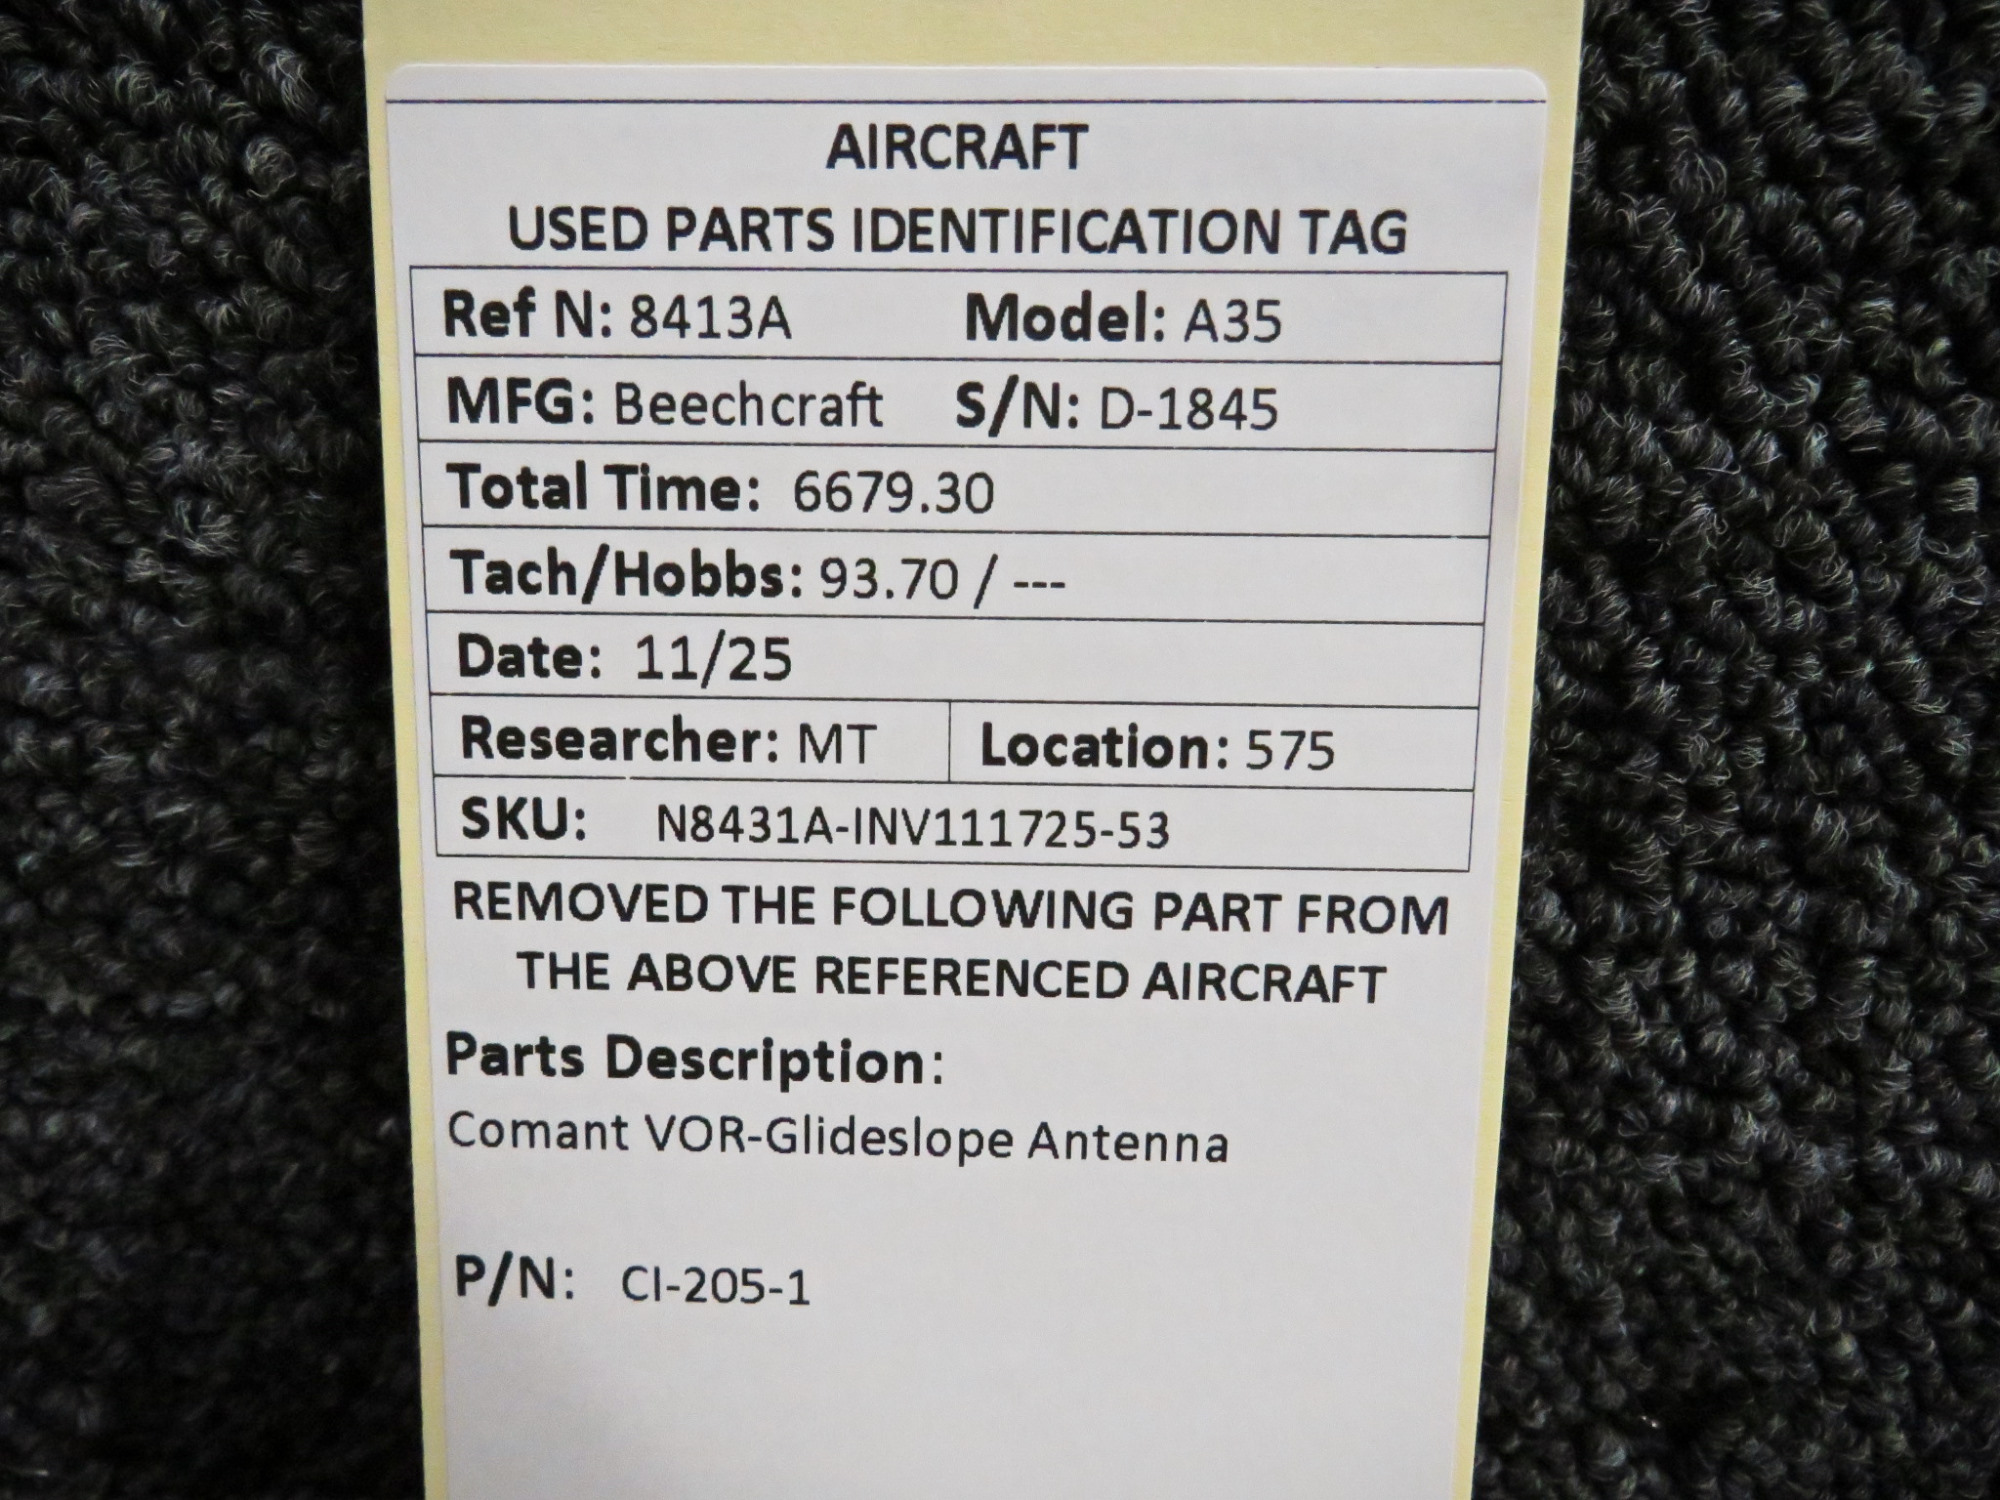 AIRCRAFT
USED PARTS IDENTIFICATION TAG
Ref N: 8413A Model: A35
MFG: Beechcraft S/N: D-1845
Total Time: 6679.30
Tach/Hobbs: 93.70 / ---
Date: 11/25
Researcher: MT Location: 575
SKU: N8431A-INV111725-53
REMOVED THE FOLLOWING PART FROM
THE ABOVE REFERENCED AIRCRAFT
Parts Description:
Comant VOR-Glideslope Antenna
P/N: CI-205-1